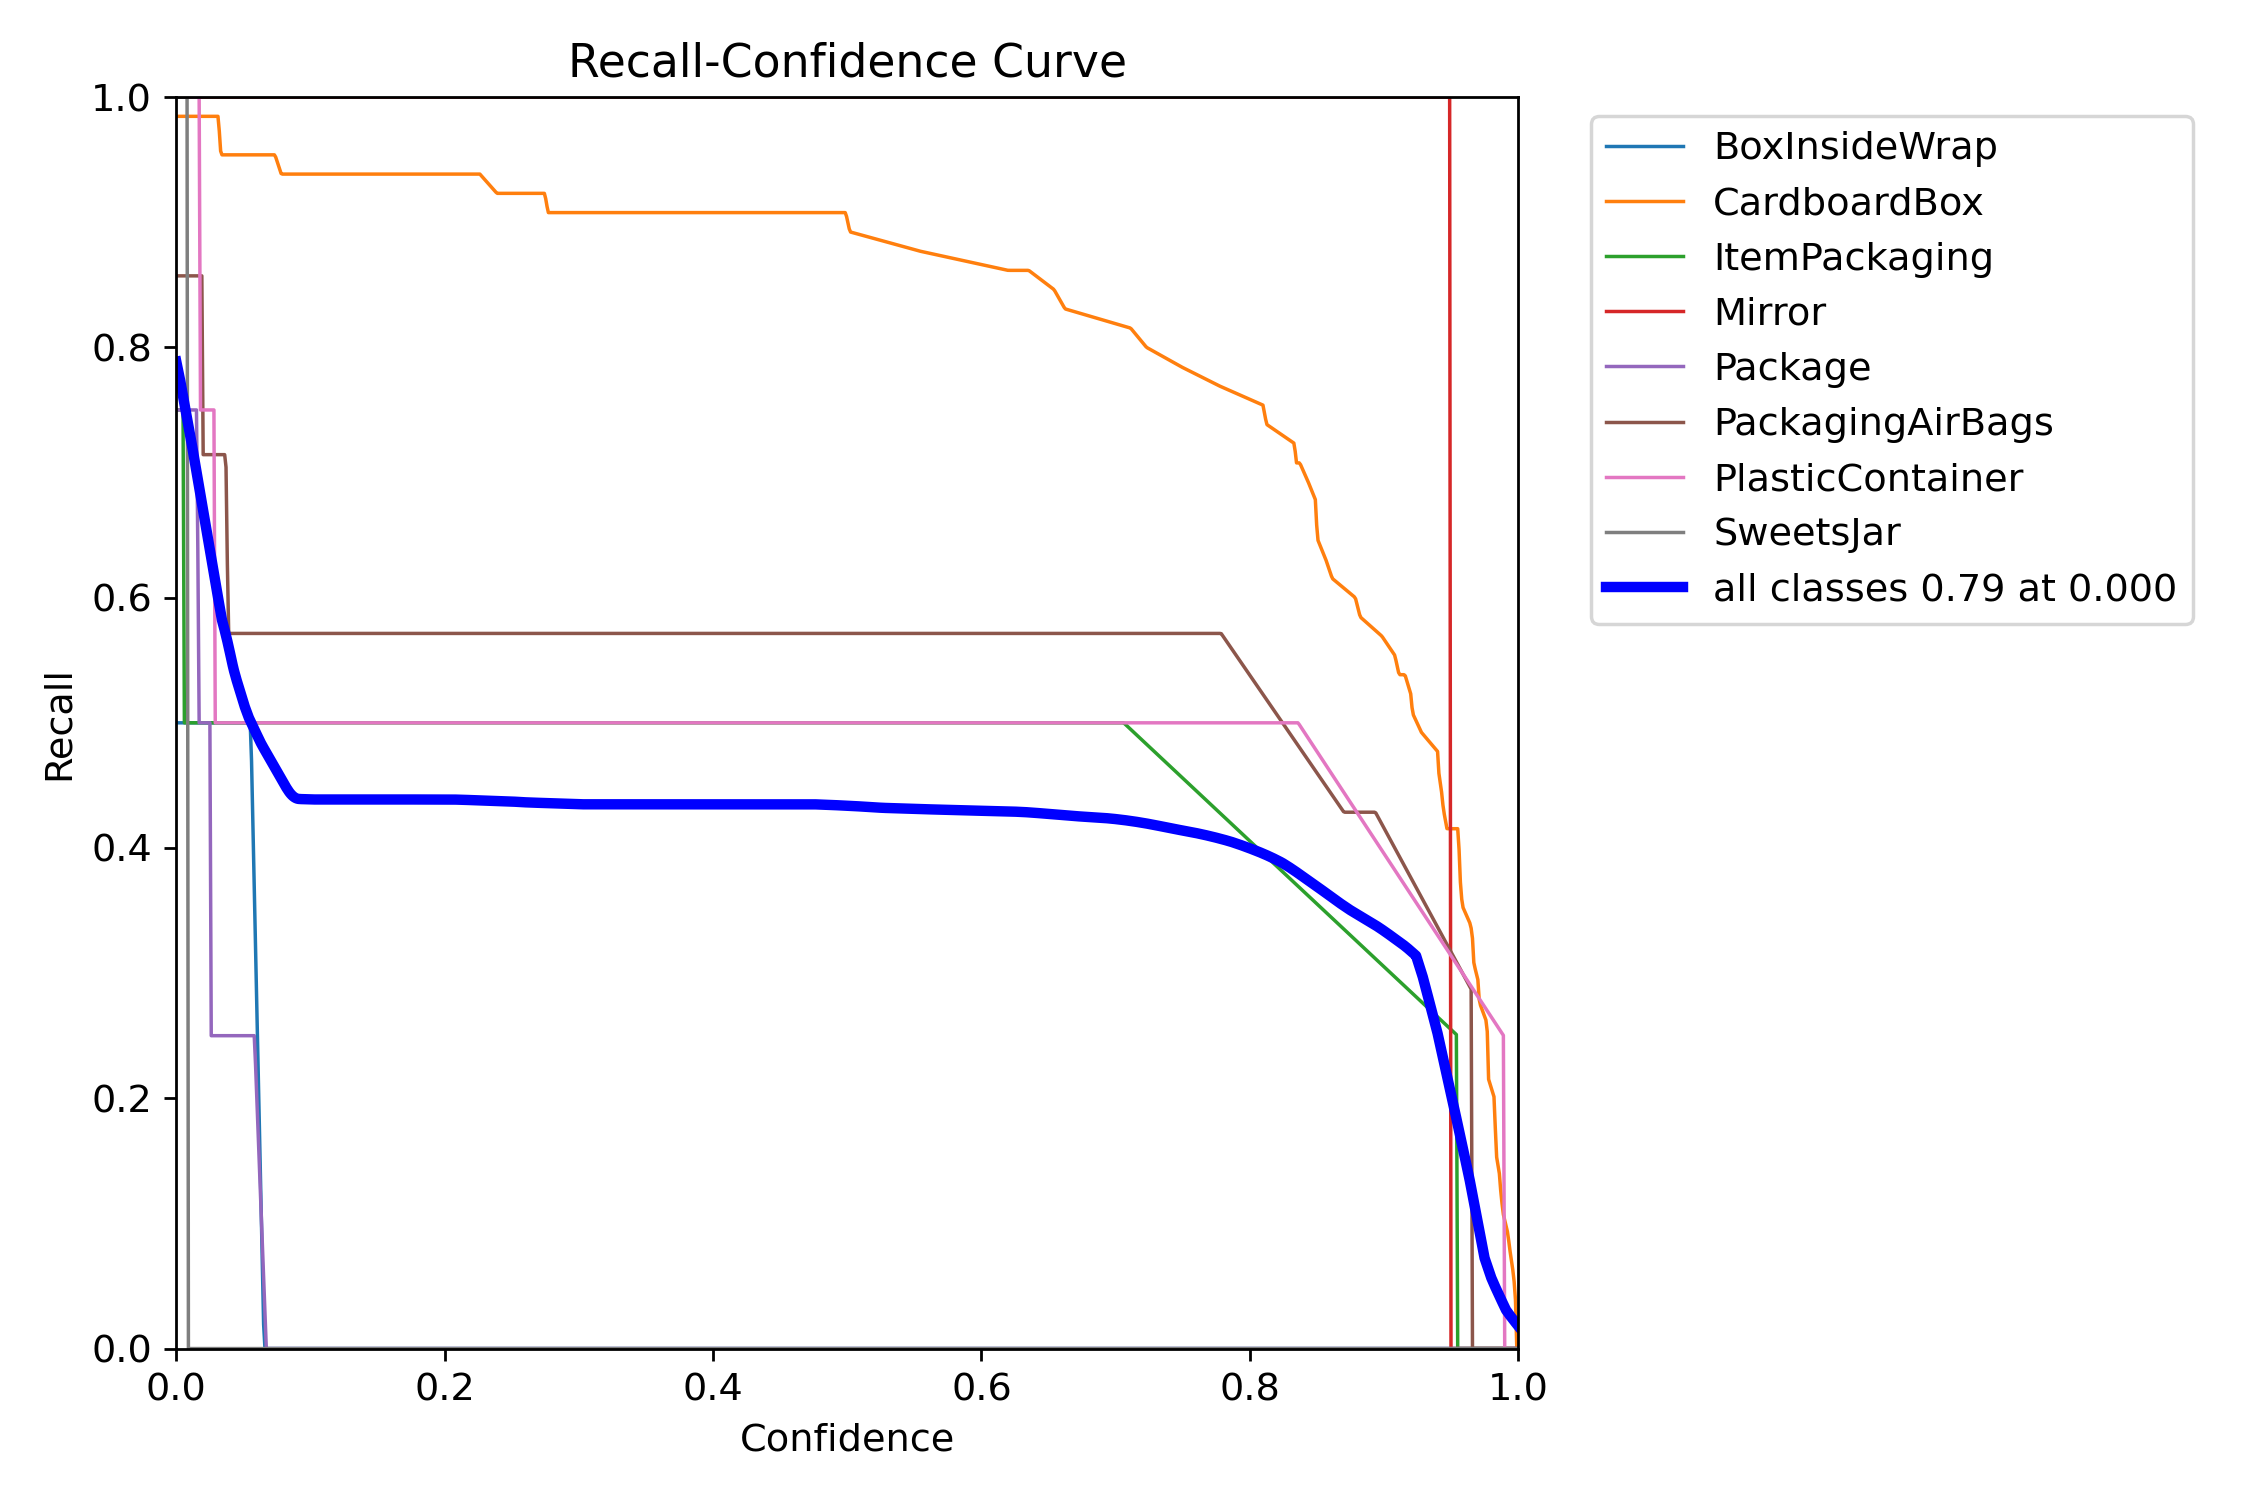 Recall-Confidence Curve
1.0
0.8
0.6
0.4
0.2
0.0
Recall
0.0 0.2 0.4 0.6 0.8 1.0
Confidence
BoxInsideWrap
CardboardBox
ItemPackaging
Mirror
Package
PackagingAirBags
PlasticContainer
SweetsJar
all classes 0.79 at 0.000